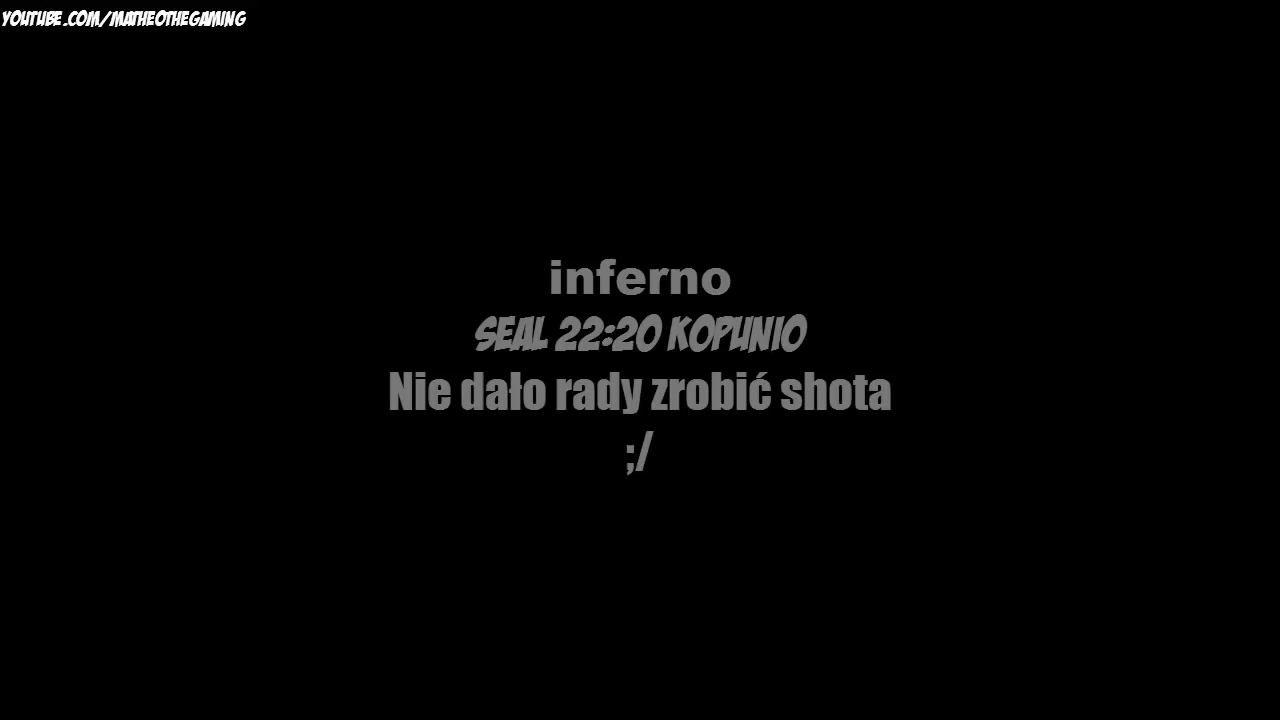 YOUTUBE.COM/MATHEOTHEGAMING
inferno
SEAL 22:20 KOPUNIO
Nie dało rady zrobić shota
;/